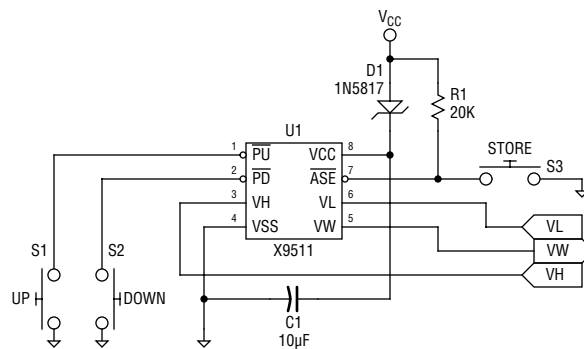 VCC
D1
1N5817
R1
20K
U1
STORE
S3
1 PU VCC 8
2 PD ASE 7
3 VH VL 6
4 VSS VW 5
X9511
VL
VW
VH
S1 S2
UP DOWN
C1
10µF